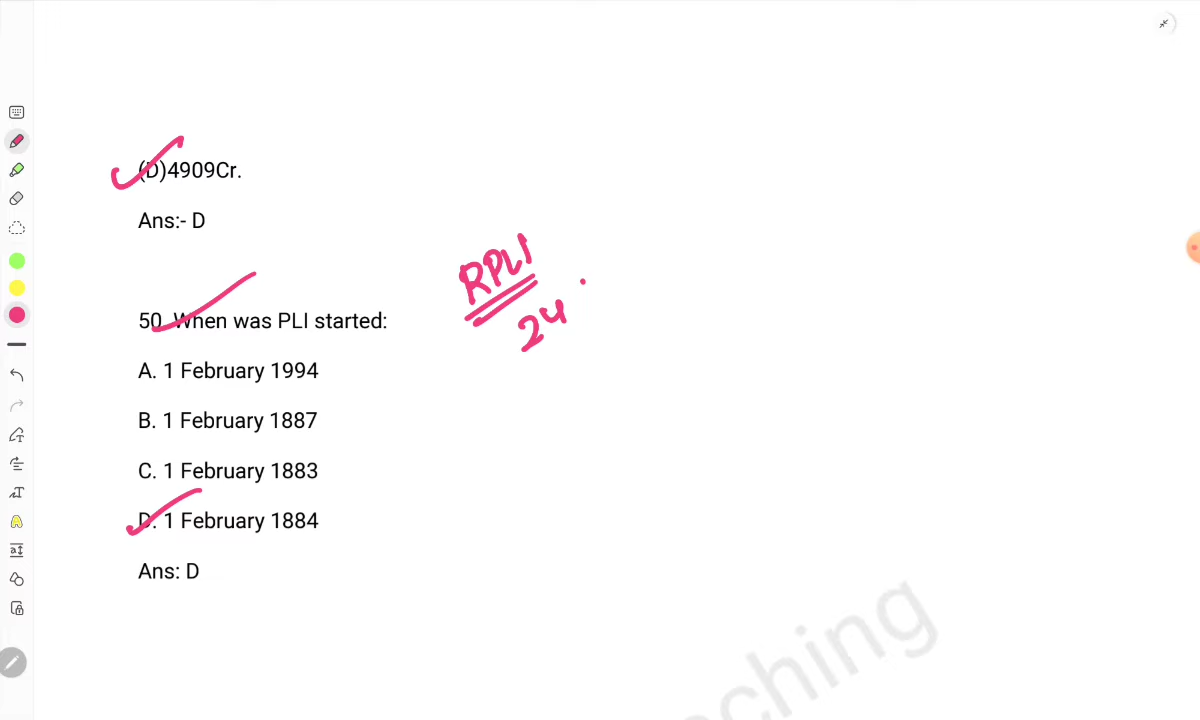 (D)4909Cr.
Ans:- D
RPLI
24
50. When was PLI started:
A. 1 February 1994
B. 1 February 1887
C. 1 February 1883
D. 1 February 1884
Ans: D